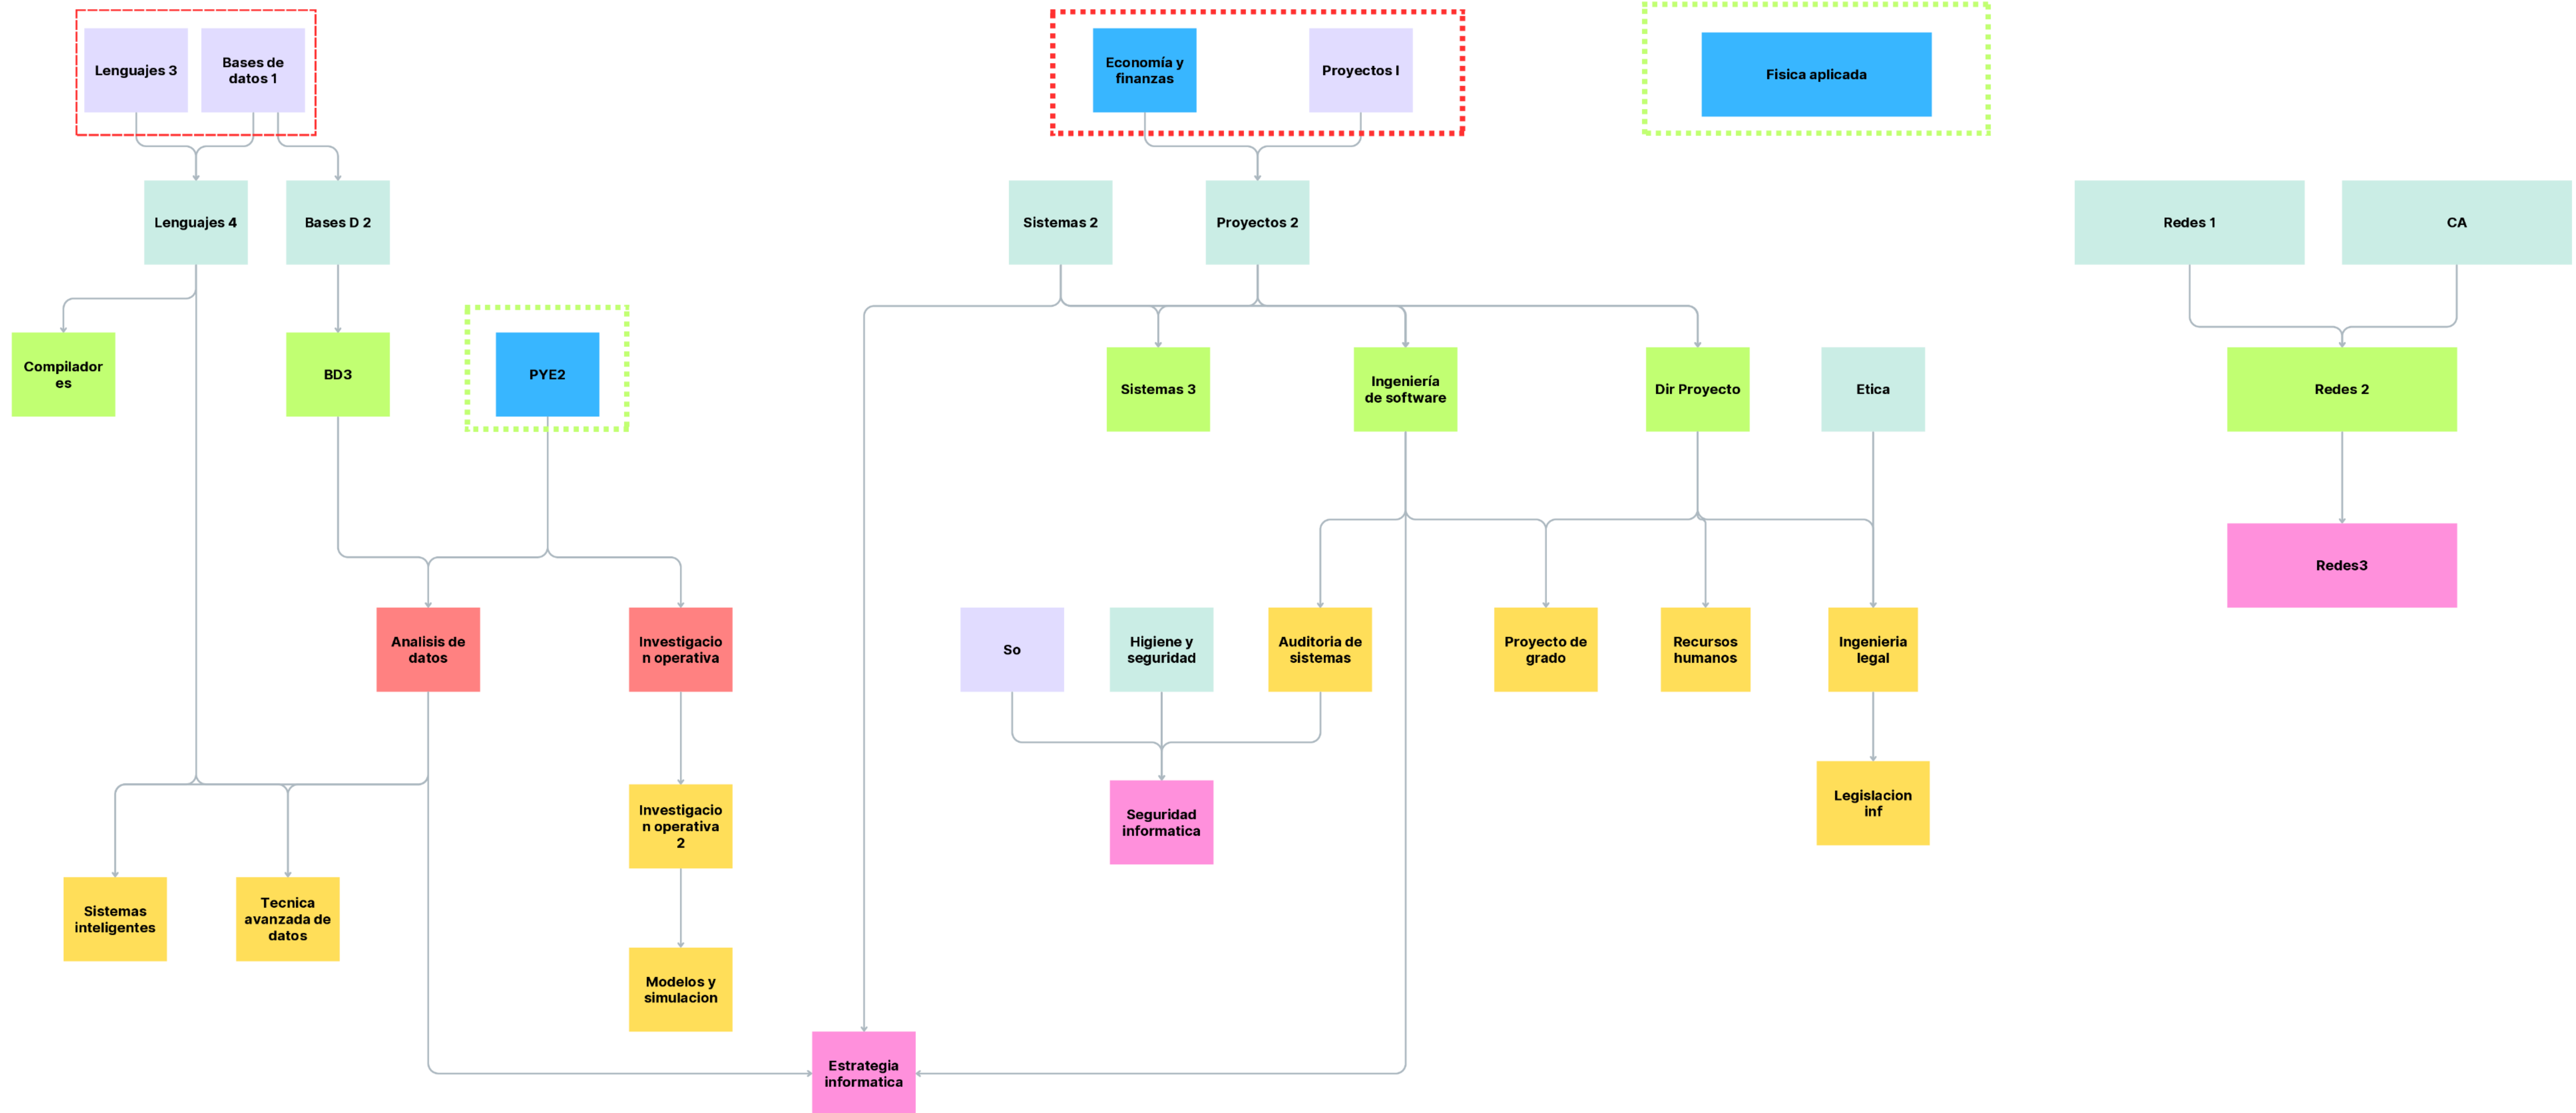 Lenguajes 3
Bases de
datos 1
Economía y
finanzas
Proyectos I
Fisica aplicada
Lenguajes 4
Bases D 2
Sistemas 2
Proyectos 2
Redes 1
CA
Compilador
es
BD3
PYE2
Sistemas 3
Ingeniería
de software
Dir Proyecto
Etica
Redes 2
Redes3
Analisis de
datos
Investigacio
n operativa
So
Higiene y
seguridad
Auditoria de
sistemas
Proyecto de
grado
Recursos
humanos
Ingenieria
legal
Investigacio
n operativa
2
Seguridad
informatica
Legislacion
inf
Sistemas
inteligentes
Tecnica
avanzada de
datos
Modelos y
simulacion
Estrategia
informatica